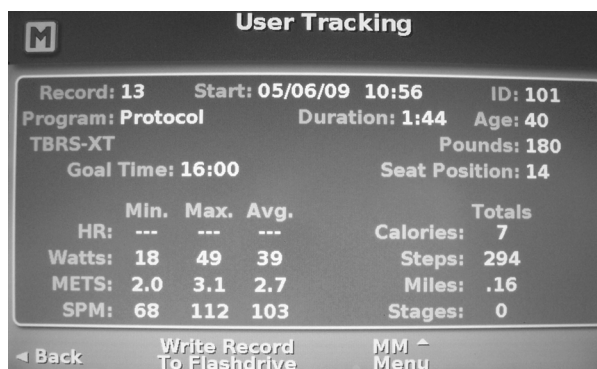 M
User Tracking
Record: 13 Start: 05/06/09 10:56 ID: 101
Program: Protocol Duration: 1:44 Age: 40
TBRS-XT Pounds: 180
Goal Time: 16:00 Seat Position: 14
Min. Max. Avg. Totals
HR: --- --- --- Calories: 7
Watts: 18 49 39 Steps: 294
METS: 2.0 3.1 2.7 Miles: .16
SPM: 68 112 103 Stages: 0
Back Write Record MM
To Flashdrive Menu